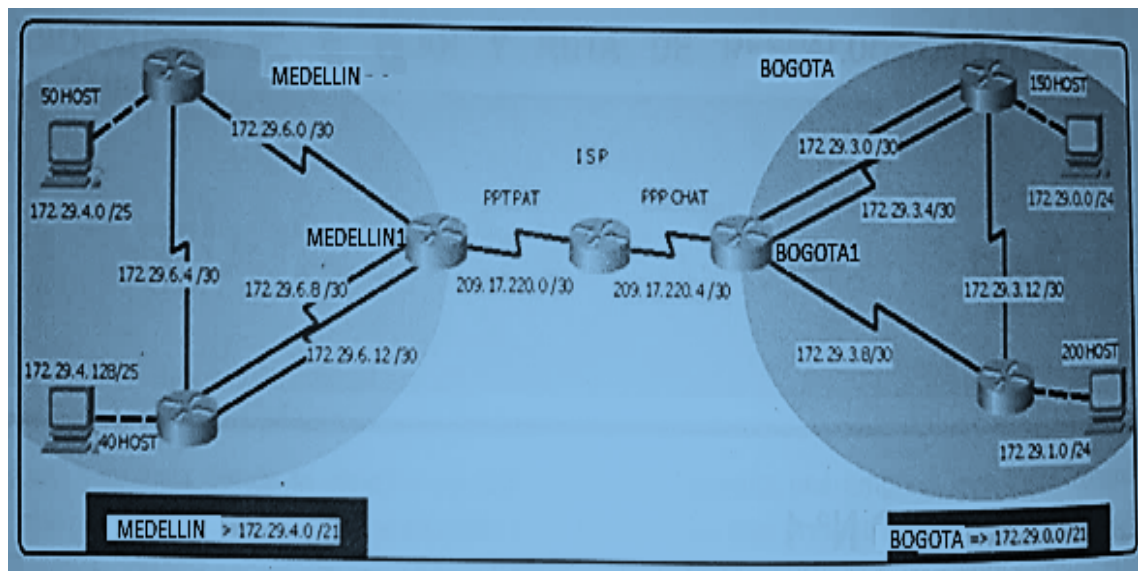 MEDELLIN - -
BOGOTA
50 HOST
150 HOST
172.29.6.0 /30
172.29.3.0 /30
ISP
172.29.4.0 /25
PPT PAT
PPP CHAT
172.29.3.4/30
172.29.0.0/24
MEDELLIN1
BOGOTA1
172.29.6.4 /30
172.29.6.8 /30
209.17.220.0/30
209.17.220.4 /30
172.29.3.12/30
172.29.6.12 /30
172.29.3.8/30
200 HOST
172.29.4.128/25
40 HOST
172.29.1.0 /24
MEDELLIN > 172.29.4.0 /21
BOGOTA => 172.29.0.0 /21